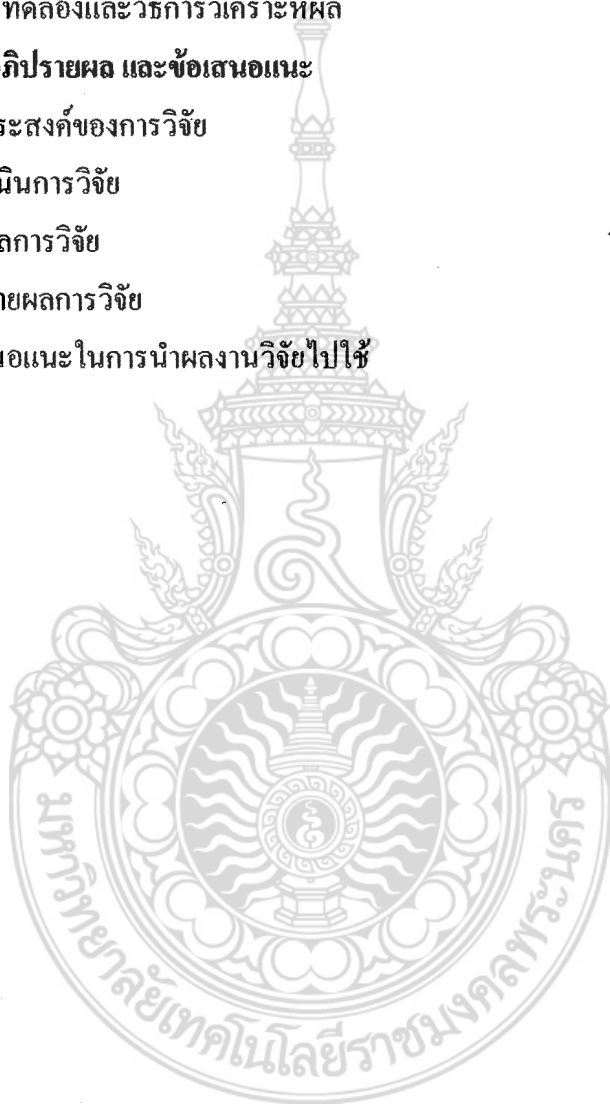 ทดลองและวิธีการวิเคราะห์ผล
ภิปรายผล และข้อเสนอแนะ
ระสงค์ของการวิจัย
นินการวิจัย
ลการวิจัย
ายผลการวิจัย
นอแนะในการนำผลงานวิจัยไปใช้
มหาวิทยาลัยเทคโนโลยีราชมงคลพระนคร